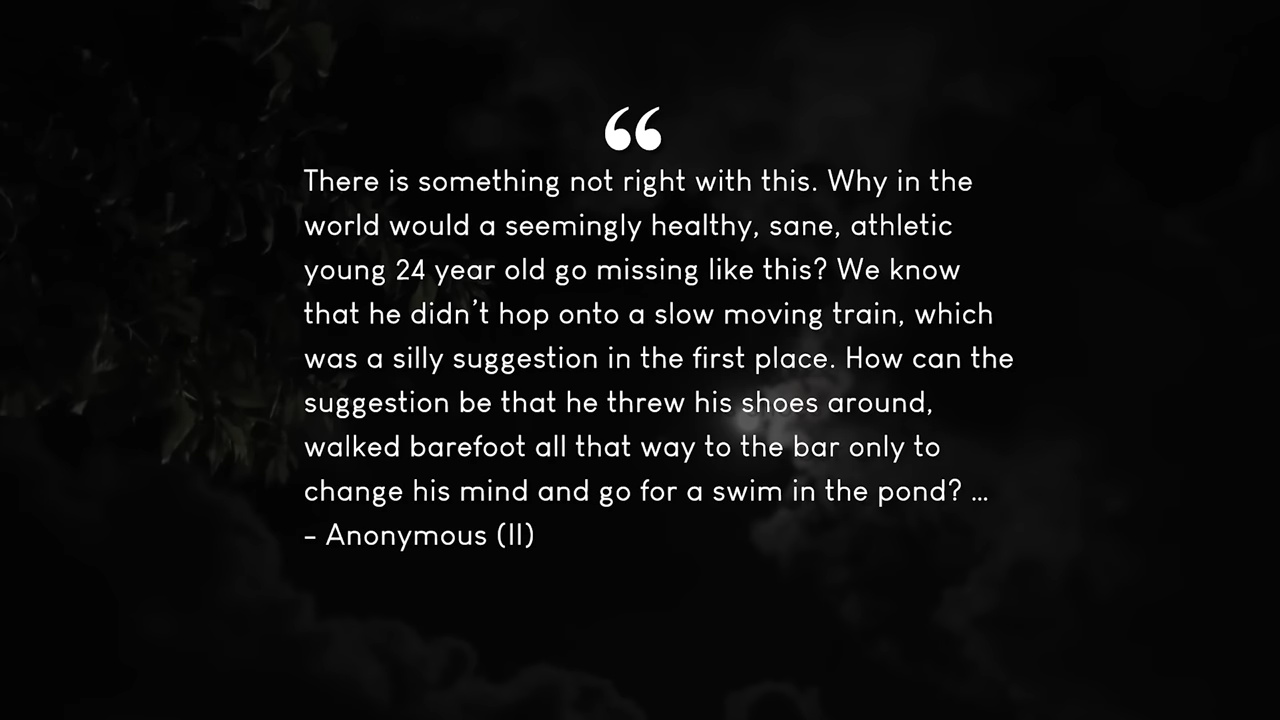 “
There is something not right with this. Why in the
world would a seemingly healthy, sane, athletic
young 24 year old go missing like this? We know
that he didn’t hop onto a slow moving train, which
was a silly suggestion in the first place. How can the
suggestion be that he threw his shoes around,
walked barefoot all that way to the bar only to
change his mind and go for a swim in the pond? ...
– Anonymous (II)